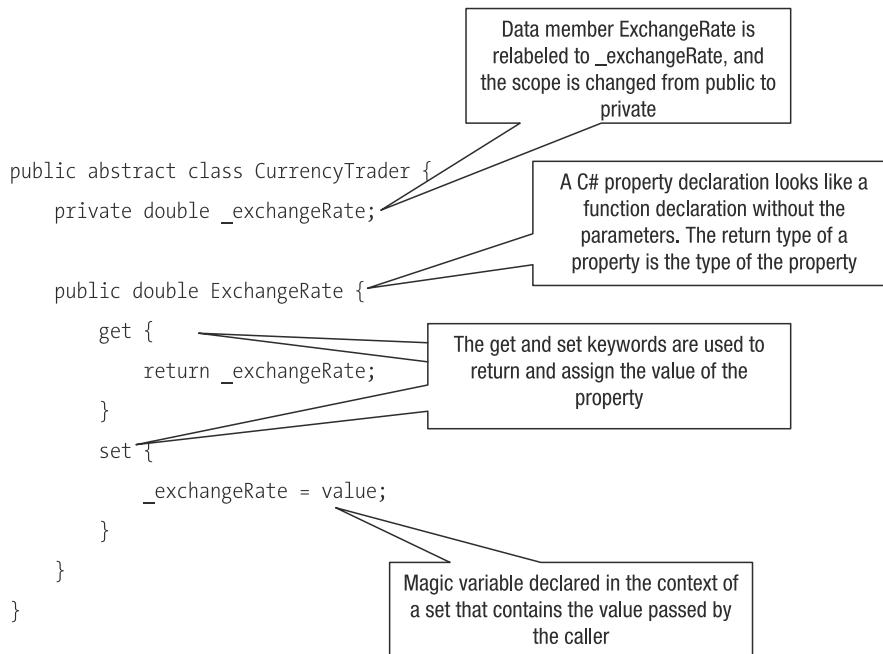 Data member ExchangeRate is
relabeled to _exchangeRate, and
the scope is changed from public to
private
public abstract class CurrencyTrader {
private double _exchangeRate;
A C# property declaration looks like a
function declaration without the
parameters. The return type of a
property is the type of the property
public double ExchangeRate {
get {
return _exchangeRate;
}
The get and set keywords are used to
return and assign the value of the
property
set {
_exchangeRate = value;
}
}
}
Magic variable declared in the context of
a set that contains the value passed by
the caller